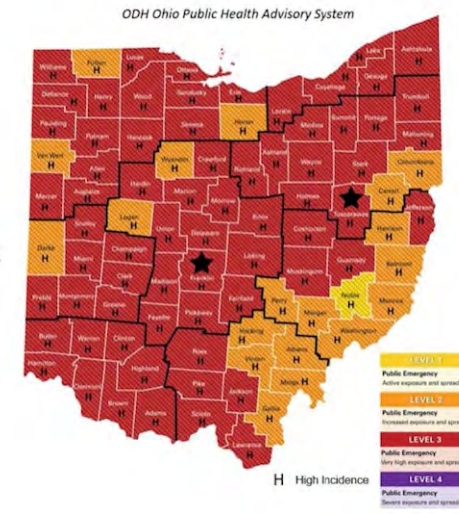 ODH Ohio Public Health Advisory System
Lake
Ashtabula
Williams
Fulton
Lucas
Geauga
Cuyahoga
Trumbull
Defiance
Henry
Wood
Sandusky
Erie
Lorain
Huron
Medina
Summit
Portage
Mahoning
Paulding
Putnam
Hancock
Seneca
Van Wert
Allen
Wyandot
Crawford
Richland
Ashland
Wayne
Stark
Columbiana
Carroll
Jefferson
Mercer
Auglaize
Hardin
Marion
Morrow
Knox
Holmes
Tuscarawas
Harrison
Coshocton
Shelby
Logan
Union
Delaware
Darke
Miami
Champaign
Clark
Madison
Franklin
Licking
Muskingum
Guernsey
Belmont
Noble
Monroe
Preble
Montgomery
Greene
Fayette
Pickaway
Fairfield
Perry
Morgan
Washington
Butler
Warren
Clinton
Ross
Hocking
Vinton
Athens
Meigs
Hamilton
Clermont
Highland
Brown
Adams
Pike
Scioto
Jackson
Gallia
Lawrence
LEVEL 1
Public Emergency
Active exposure and spread
LEVEL 2
Public Emergency
Increased exposure and spre
LEVEL 3
Public Emergency
Very high exposure and sprea
LEVEL 4
Public Emergency
Severe exposure and spread
H High Incidence